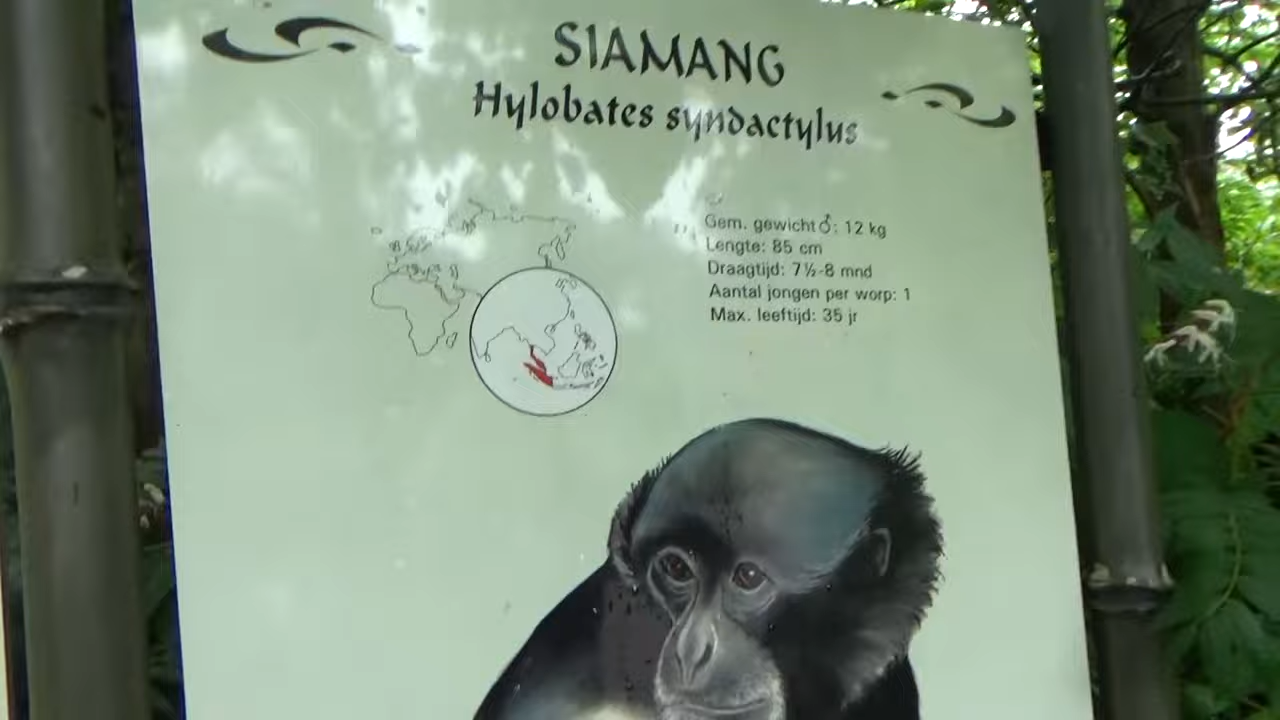 SIAMANG
Hylobates syndactylus
Gem. gewicht ♂: 12 kg
Lengte: 85 cm
Draagtijd: 7½-8 mnd
Aantal jongen per worp: 1
Max. leeftijd: 35 jr